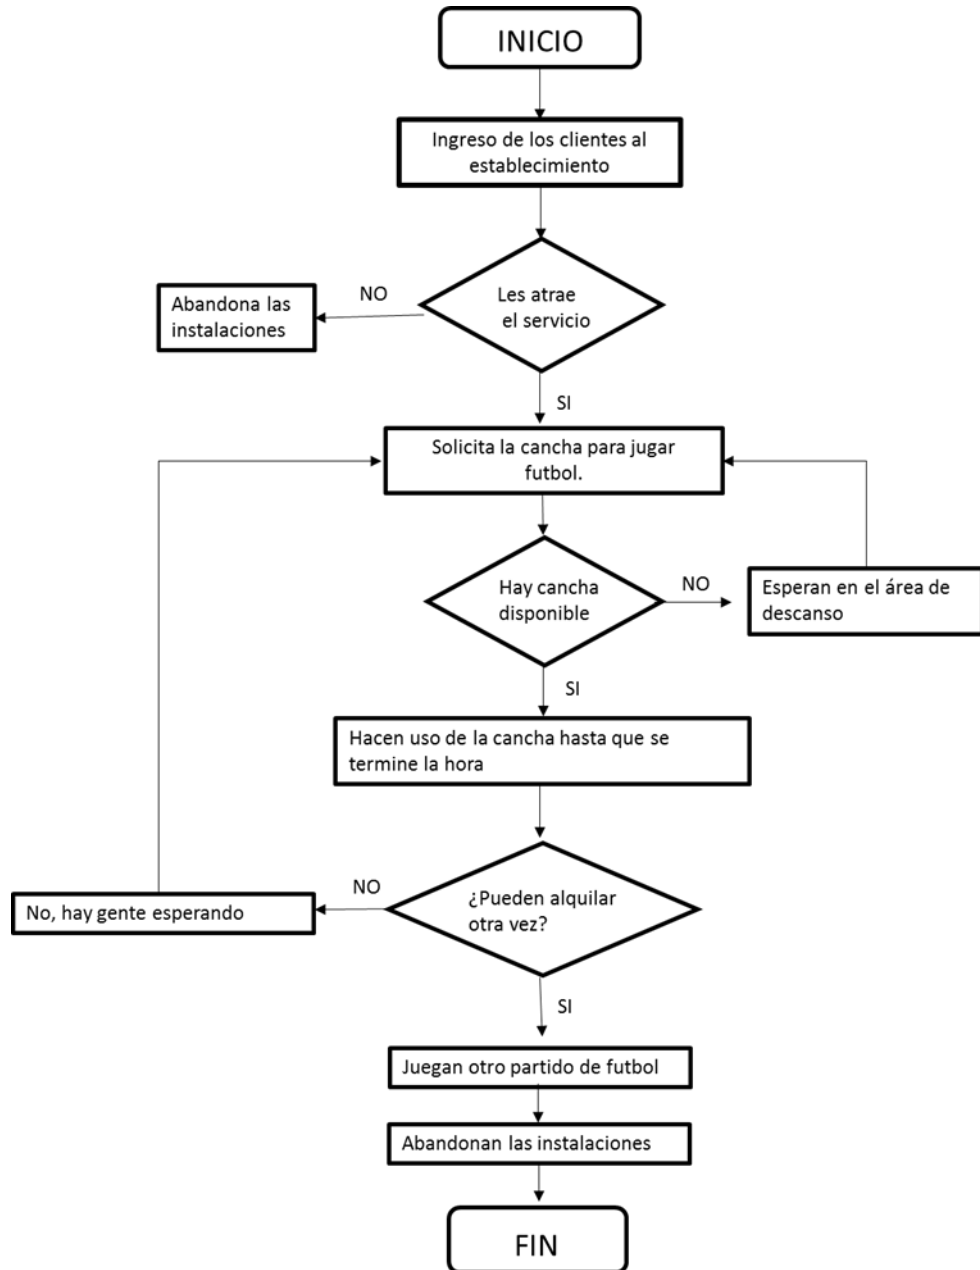 INICIO
Ingreso de los clientes al
establecimiento
Les atrae
el servicio
NO
Abandona las
instalaciones
SI
Solicita la cancha para jugar
futbol.
Hay cancha
disponible
NO
Esperan en el área de
descanso
SI
Hacen uso de la cancha hasta que se
termine la hora
¿Pueden alquilar
otra vez?
NO
No, hay gente esperando
SI
Juegan otro partido de futbol
Abandonan las instalaciones
FIN